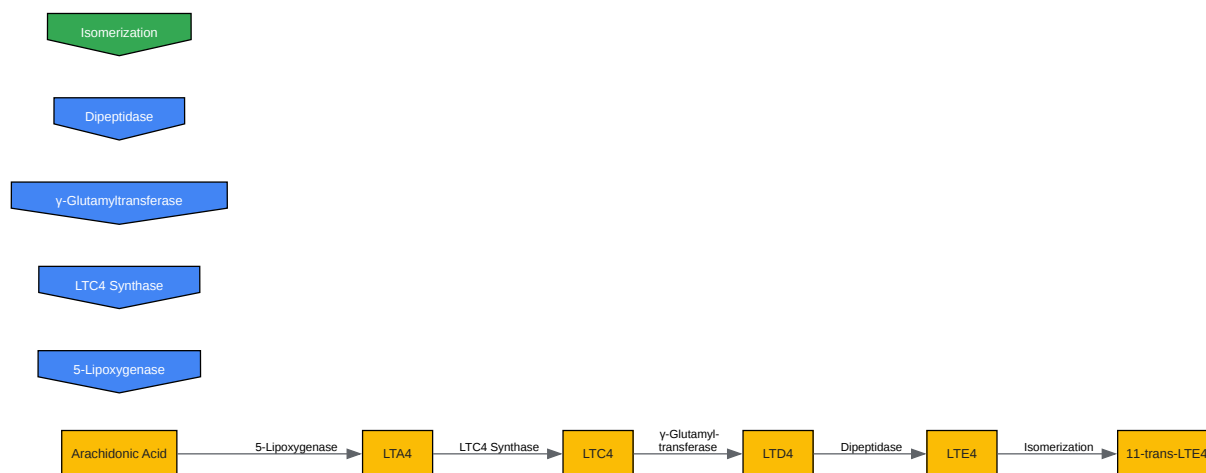 Isomerization
Dipeptidase
γ-Glutamyltransferase
LTC4 Synthase
5-Lipoxygenase
Arachidonic Acid
5-Lipoxygenase
LTA4
LTC4 Synthase
LTC4
γ-Glutamyl-
transferase
LTD4
Dipeptidase
LTE4
Isomerization
11-trans-LTE4